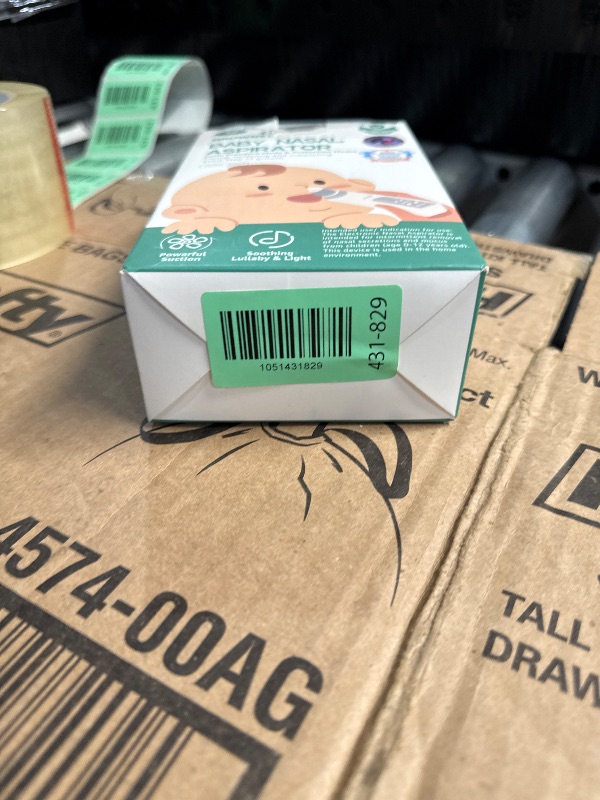 BABY NASAL
ASPIRATOR
Powerful
Suction
Soothing
Lullaby & Light
Intended user indication for use:
The Electronic Nasal Aspirator is
intended for intermittent removal
of nasal secretions and mucus
from children (age 0-12 years old).
This device is used in the home
environment.
1051431829
431-829
fty®
Max.
ct
4574-00AG
TALL
DRAW